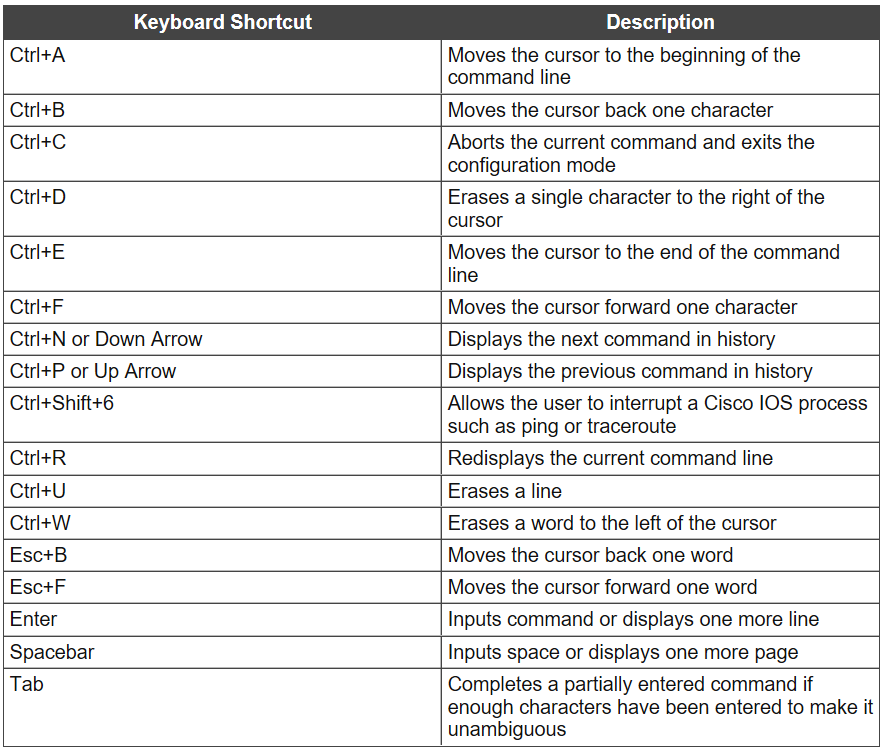 Keyboard Shortcut Description
Ctrl+A Moves the cursor to the beginning of the
command line
Ctrl+B Moves the cursor back one character
Ctrl+C Aborts the current command and exits the
configuration mode
Ctrl+D Erases a single character to the right of the
cursor
Ctrl+E Moves the cursor to the end of the command
line
Ctrl+F Moves the cursor forward one character
Ctrl+N or Down Arrow Displays the next command in history
Ctrl+P or Up Arrow Displays the previous command in history
Ctrl+Shift+6 Allows the user to interrupt a Cisco IOS process
such as ping or traceroute
Ctrl+R Redisplays the current command line
Ctrl+U Erases a line
Ctrl+W Erases a word to the left of the cursor
Esc+B Moves the cursor back one word
Esc+F Moves the cursor forward one word
Enter Inputs command or displays one more line
Spacebar Inputs space or displays one more page
Tab Completes a partially entered command if
enough characters have been entered to make it
unambiguous